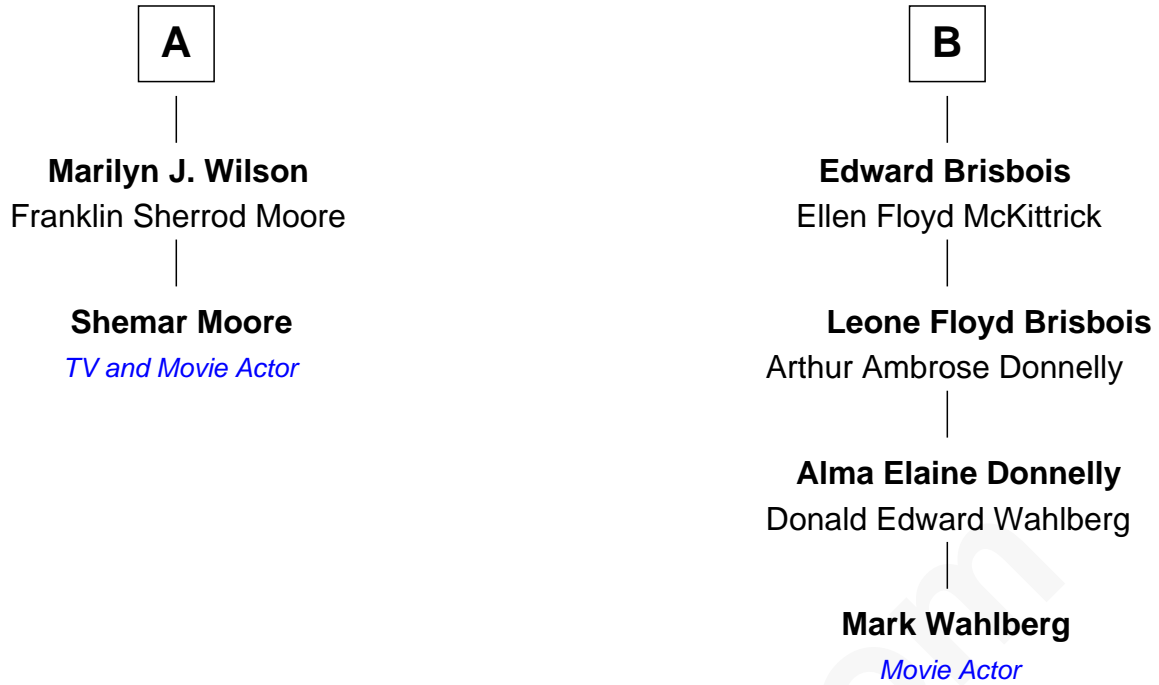 A
Marilyn J. Wilson
Franklin Sherrod Moore
Shemar Moore
TV and Movie Actor
B
Edward Brisbois
Ellen Floyd McKittrick
Leone Floyd Brisbois
Arthur Ambrose Donnelly
Alma Elaine Donnelly
Donald Edward Wahlberg
Mark Wahlberg
Movie Actor